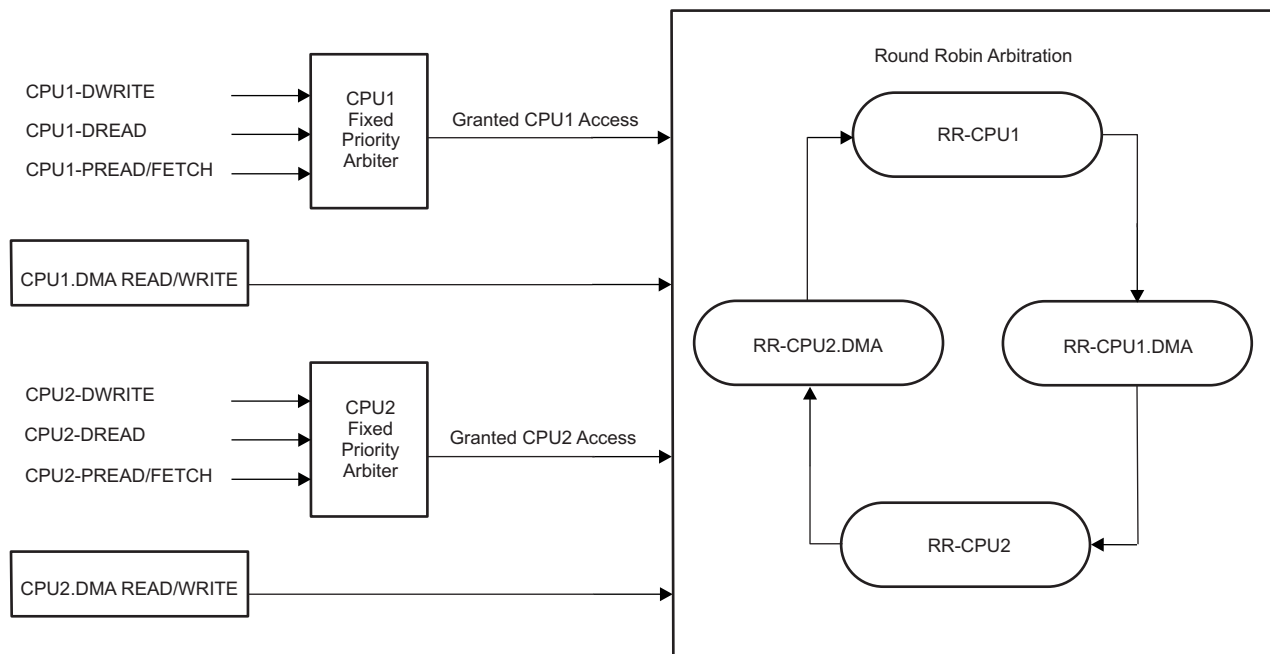 CPU1-DWRITE
CPU1-DREAD
CPU1-PREAD/FETCH
CPU1
Fixed
Priority
Arbiter
Granted CPU1 Access
CPU1.DMA READ/WRITE
CPU2-DWRITE
CPU2-DREAD
CPU2-PREAD/FETCH
CPU2
Fixed
Priority
Arbiter
Granted CPU2 Access
CPU2.DMA READ/WRITE
Round Robin Arbitration
RR-CPU1
RR-CPU2.DMA
RR-CPU1.DMA
RR-CPU2